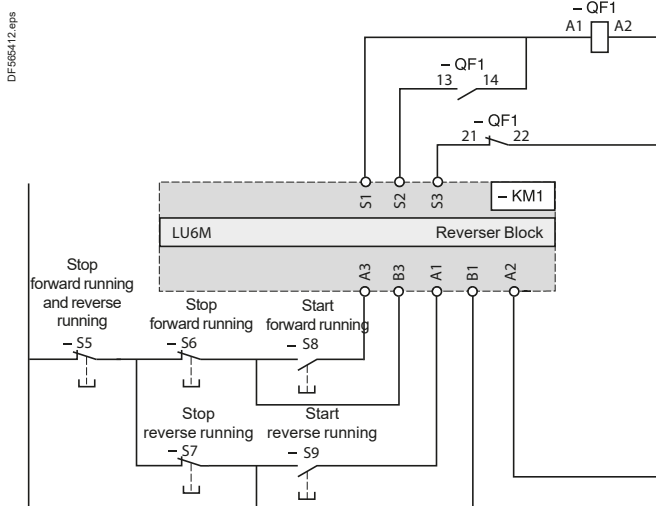 DF565412.eps
– QF1
A1 A2
– QF1
13 14
– QF1
21 22
S1 S2 S3
– KM1
LU6M Reverser Block
A3 B3 A1 B1 A2
Stop
forward running
and reverse
running
– S5
Stop
forward running
– S6
Start
forward running
– S8
Stop
reverse running
– S7
Start
reverse running
– S9